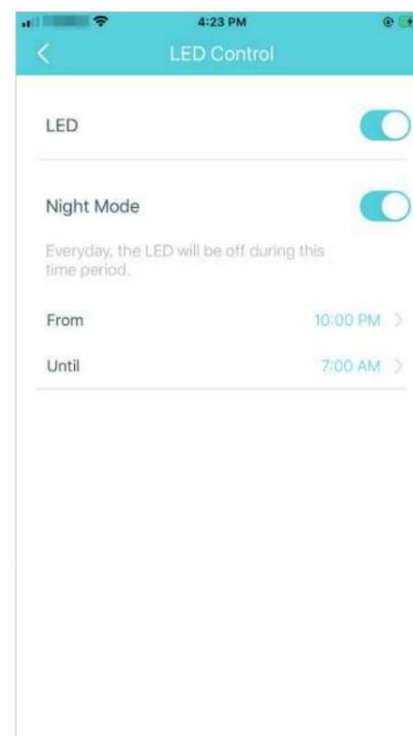 4:23 PM
LED Control
LED
Night Mode
Everyday, the LED will be off during this
time period.
From 10:00 PM
Until 7:00 AM